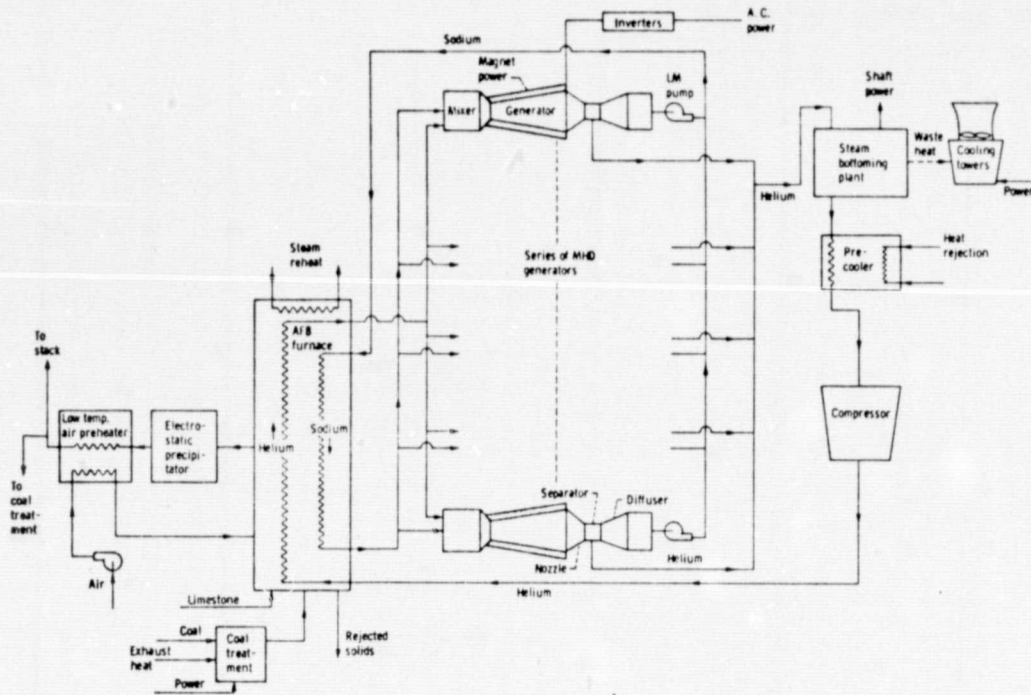 Inverters
A. C.
power
Sodium
Magnet
power
LM
pump
Mixer
Generator
Shaft
power
Steam
bottoming
plant
Waste
heat
Cooling
towers
Power
Helium
Steam
reheat
Series of MHD
generators
Pre-
cooler
Heat
rejection
AFB
furnace
To
stack
Low temp.
air preheater
Electro-
static
precipi-
tator
Helium
Sodium
Compressor
To
coal
treat-
ment
Separator
Diffuser
Air
Nozzle
Helium
Helium
Limestone
Coal
Exhaust
heat
Coal
treat-
ment
Rejected
solids
Power